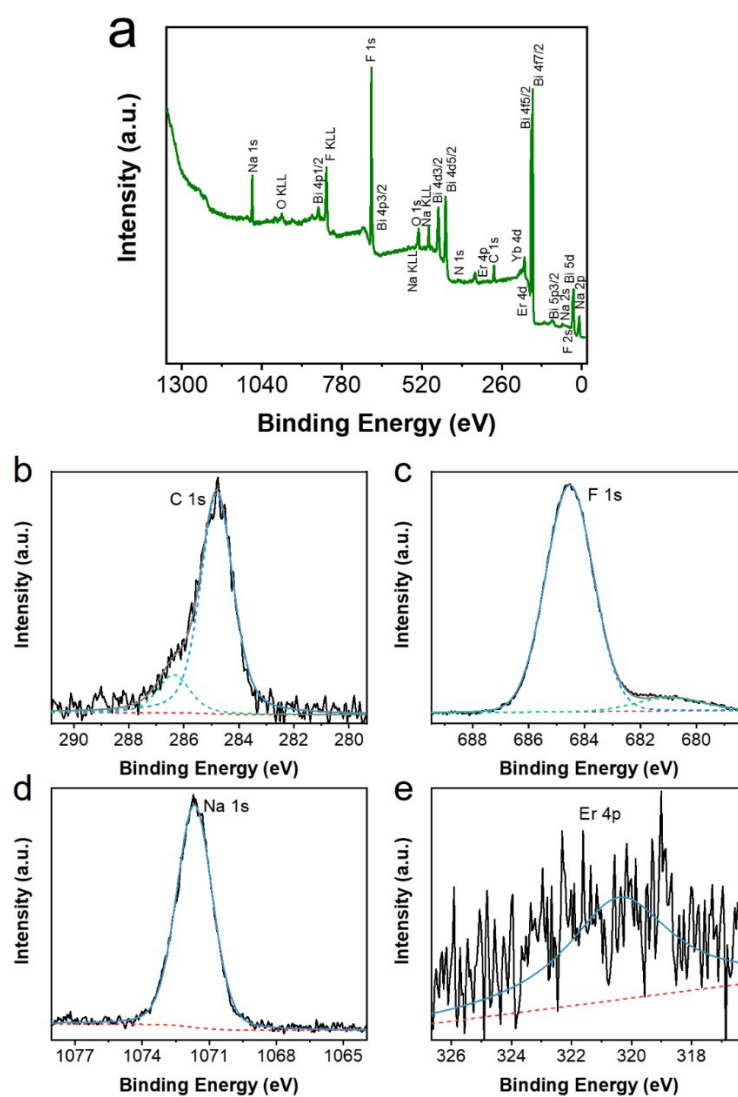 a
Intensity (a.u.)
Na 1s
O KLL
Bi 4p1/2
F KLL
F 1s
Bi 4p3/2
Na KLL
O 1s
Na KLL
Bi 4d3/2
Bi 4d5/2
N 1s
Er 4p
C 1s
Yb 4d
Er 4d
Bi 4f5/2
Bi 4f7/2
Bi 5p3/2
F 2s
Na 2s
Bi 5d
Na 2p
1300 1040 780 520 260 0
Binding Energy (eV)
b
C 1s
Intensity (a.u.)
290 288 286 284 282 280
Binding Energy (eV)
c
F 1s
Intensity (a.u.)
688 684 680
Binding Energy (eV)
d
Na 1s
Intensity (a.u.)
1077 1074 1071 1068 1065
Binding Energy (eV)
e
Er 4p
Intensity (a.u.)
326 324 322 320 318
Binding Energy (eV)